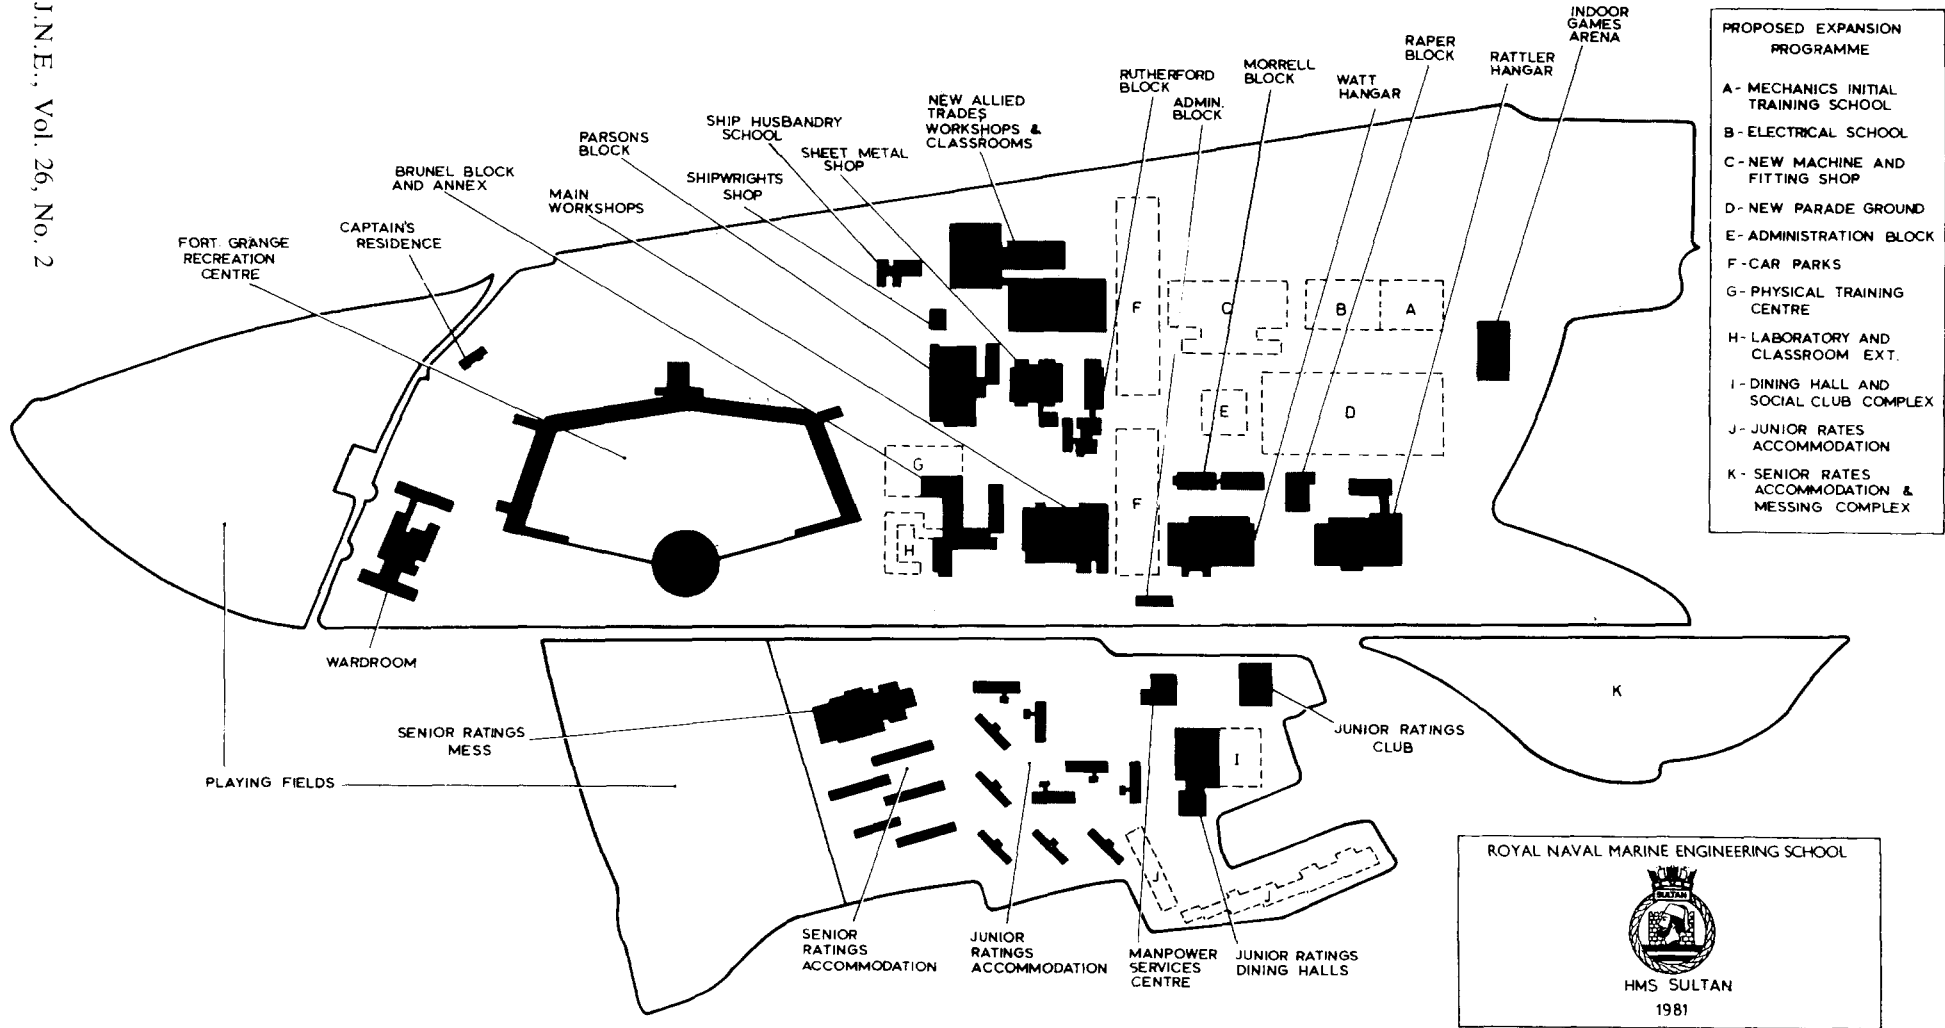 J.N.E., Vol. 26, No. 2
INDOOR
GAMES
ARENA
RAPER
BLOCK
RATTLER
HANGAR
MORRELL
BLOCK
WATT
HANGAR
RUTHERFORD
BLOCK
ADMIN.
BLOCK
NEW ALLIED
TRADES
WORKSHOPS &
CLASSROOMS
SHIP HUSBANDRY
SCHOOL
SHEET METAL
SHOP
PARSONS
BLOCK
SHIPWRIGHTS
SHOP
BRUNEL BLOCK
AND ANNEX
MAIN
WORKSHOPS
CAPTAIN'S
RESIDENCE
FORT GRANGE
RECREATION
CENTRE
F
C
B
A
E
D
G
F
H
WARDROOM
SENIOR RATINGS
MESS
PLAYING FIELDS
JUNIOR RATINGS
CLUB
I
K
J
J
SENIOR
RATINGS
ACCOMMODATION
JUNIOR
RATINGS
ACCOMMODATION
MANPOWER
SERVICES
CENTRE
JUNIOR RATINGS
DINING HALLS
PROPOSED EXPANSION
PROGRAMME
A - MECHANICS INITIAL
TRAINING SCHOOL
B - ELECTRICAL SCHOOL
C - NEW MACHINE AND
FITTING SHOP
D - NEW PARADE GROUND
E - ADMINISTRATION BLOCK
F - CAR PARKS
G - PHYSICAL TRAINING
CENTRE
H - LABORATORY AND
CLASSROOM EXT.
I - DINING HALL AND
SOCIAL CLUB COMPLEX
J - JUNIOR RATES
ACCOMMODATION
K - SENIOR RATES
ACCOMMODATION &
MESSING COMPLEX
ROYAL NAVAL MARINE ENGINEERING SCHOOL
SULTAN
HMS SULTAN
1981